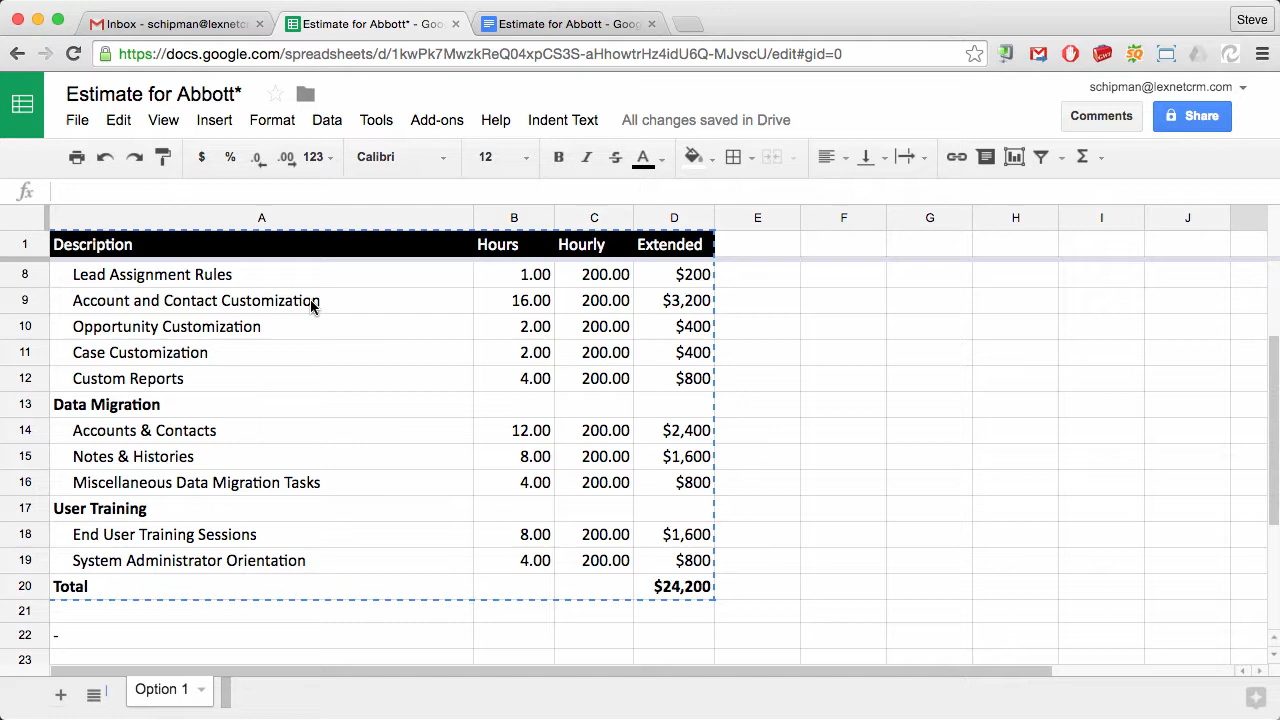 Inbox - schipman@lexnetcrm
Estimate for Abbott* - Goo
Estimate for Abbott - Goog
Steve
https://docs.google.com/spreadsheets/d/1kwPk7MwzkReQ04xpCS3S-aHhowtrHz4idU6Q-MJvscU/edit#gid=0
Estimate for Abbott*
schipman@lexnetcrm.com
File Edit View Insert Format Data Tools Add-ons Help Indent Text All changes saved in Drive
Comments
Share
$ % .0 .00 123 Calibri 12 B I S A Σ
fx
A B C D E F G H I J
1 Description Hours Hourly Extended
8 Lead Assignment Rules 1.00 200.00 $200
9 Account and Contact Customization 16.00 200.00 $3,200
10 Opportunity Customization 2.00 200.00 $400
11 Case Customization 2.00 200.00 $400
12 Custom Reports 4.00 200.00 $800
13 Data Migration
14 Accounts & Contacts 12.00 200.00 $2,400
15 Notes & Histories 8.00 200.00 $1,600
16 Miscellaneous Data Migration Tasks 4.00 200.00 $800
17 User Training
18 End User Training Sessions 8.00 200.00 $1,600
19 System Administrator Orientation 4.00 200.00 $800
20 Total $24,200
21
22 -
23
+ Option 1